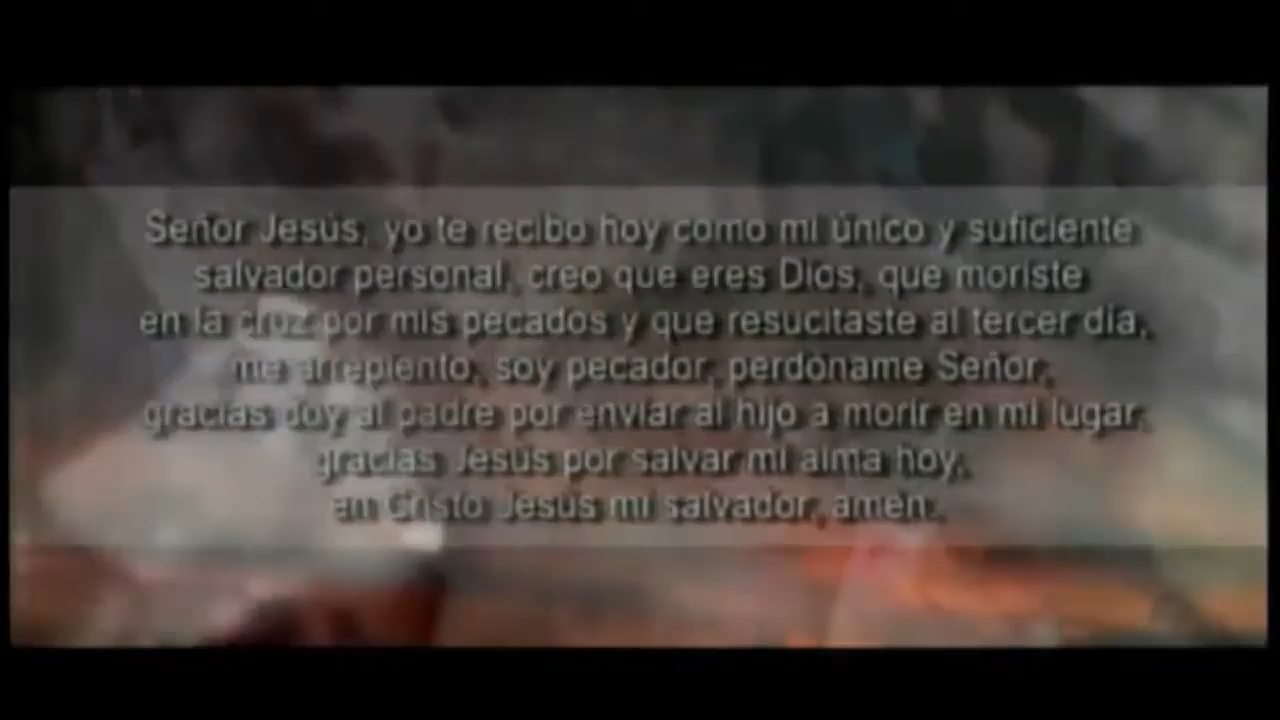 Señor Jesús, yo te recibo hoy como mi único y suficiente
salvador personal, creo que eres Dios, que moriste
en la cruz por mis pecados y que resucitaste al tercer día,
me arrepiento, soy pecador, perdóname Señor,
gracias doy al padre por enviar al hijo a morir en mi lugar,
gracias Jesús por salvar mi alma hoy,
en Cristo Jesús mi salvador, amén.